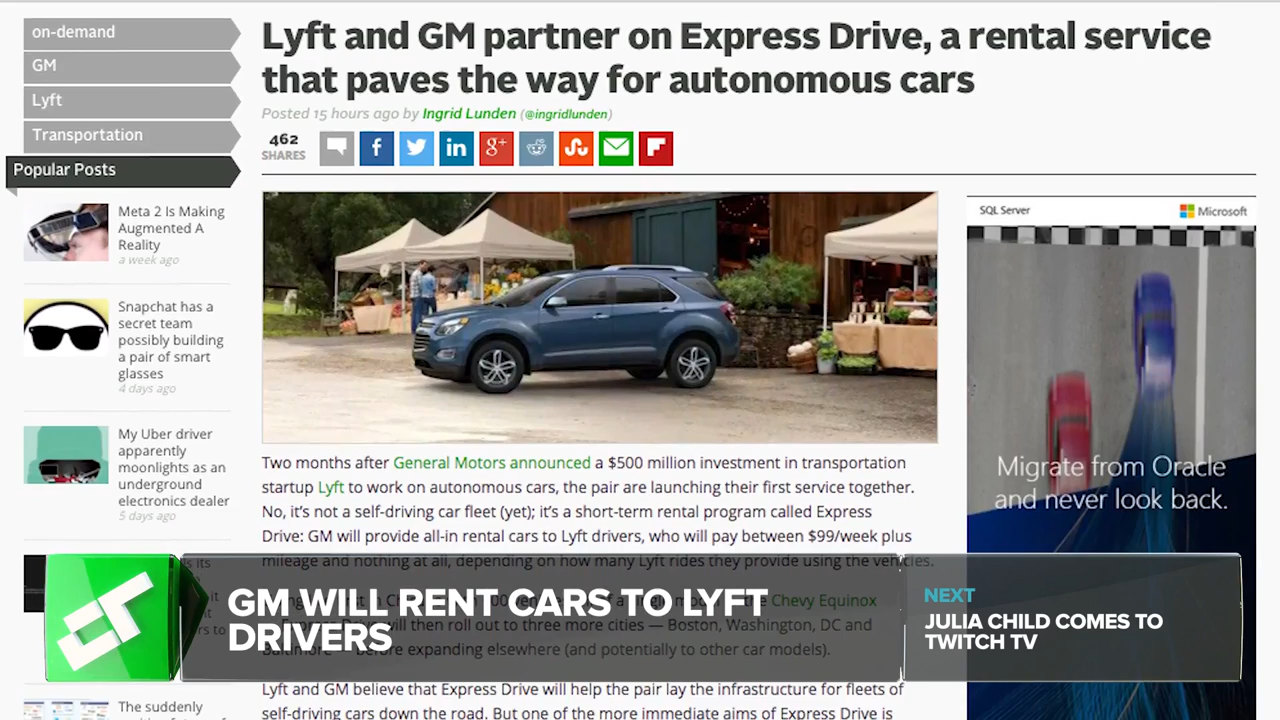 on-demand
GM
Lyft
Transportation
Popular Posts
Meta 2 Is Making
Augmented A
Reality
a week ago
Snapchat has a
secret team
possibly building
a pair of smart
glasses
4 days ago
My Uber driver
apparently
moonlights as an
underground
electronics dealer
5 days ago
The suddenly
Lyft and GM partner on Express Drive, a rental service
that paves the way for autonomous cars
Posted 15 hours ago by Ingrid Lunden (@ingridlunden)
462
SHARES
Two months after General Motors announced a $500 million investment in transportation
startup Lyft to work on autonomous cars, the pair are launching their first service together.
No, it’s not a self-driving car fleet (yet); it’s a short-term rental program called Express
Drive: GM will provide all-in rental cars to Lyft drivers, who will pay between $99/week plus
mileage and nothing at all, depending on how many Lyft rides they provide using the vehicles.
Chevy Equinox
will then roll out to three more cities — Boston, Washington, DC and
Baltimore — before expanding elsewhere (and potentially to other car models).
Lyft and GM believe that Express Drive will help the pair lay the infrastructure for fleets of
self-driving cars down the road. But one of the more immediate aims of Express Drive is
SQL Server
Microsoft
Migrate from Oracle
and never look back.
GM WILL RENT CARS TO LYFT
DRIVERS
NEXT
JULIA CHILD COMES TO
TWITCH TV